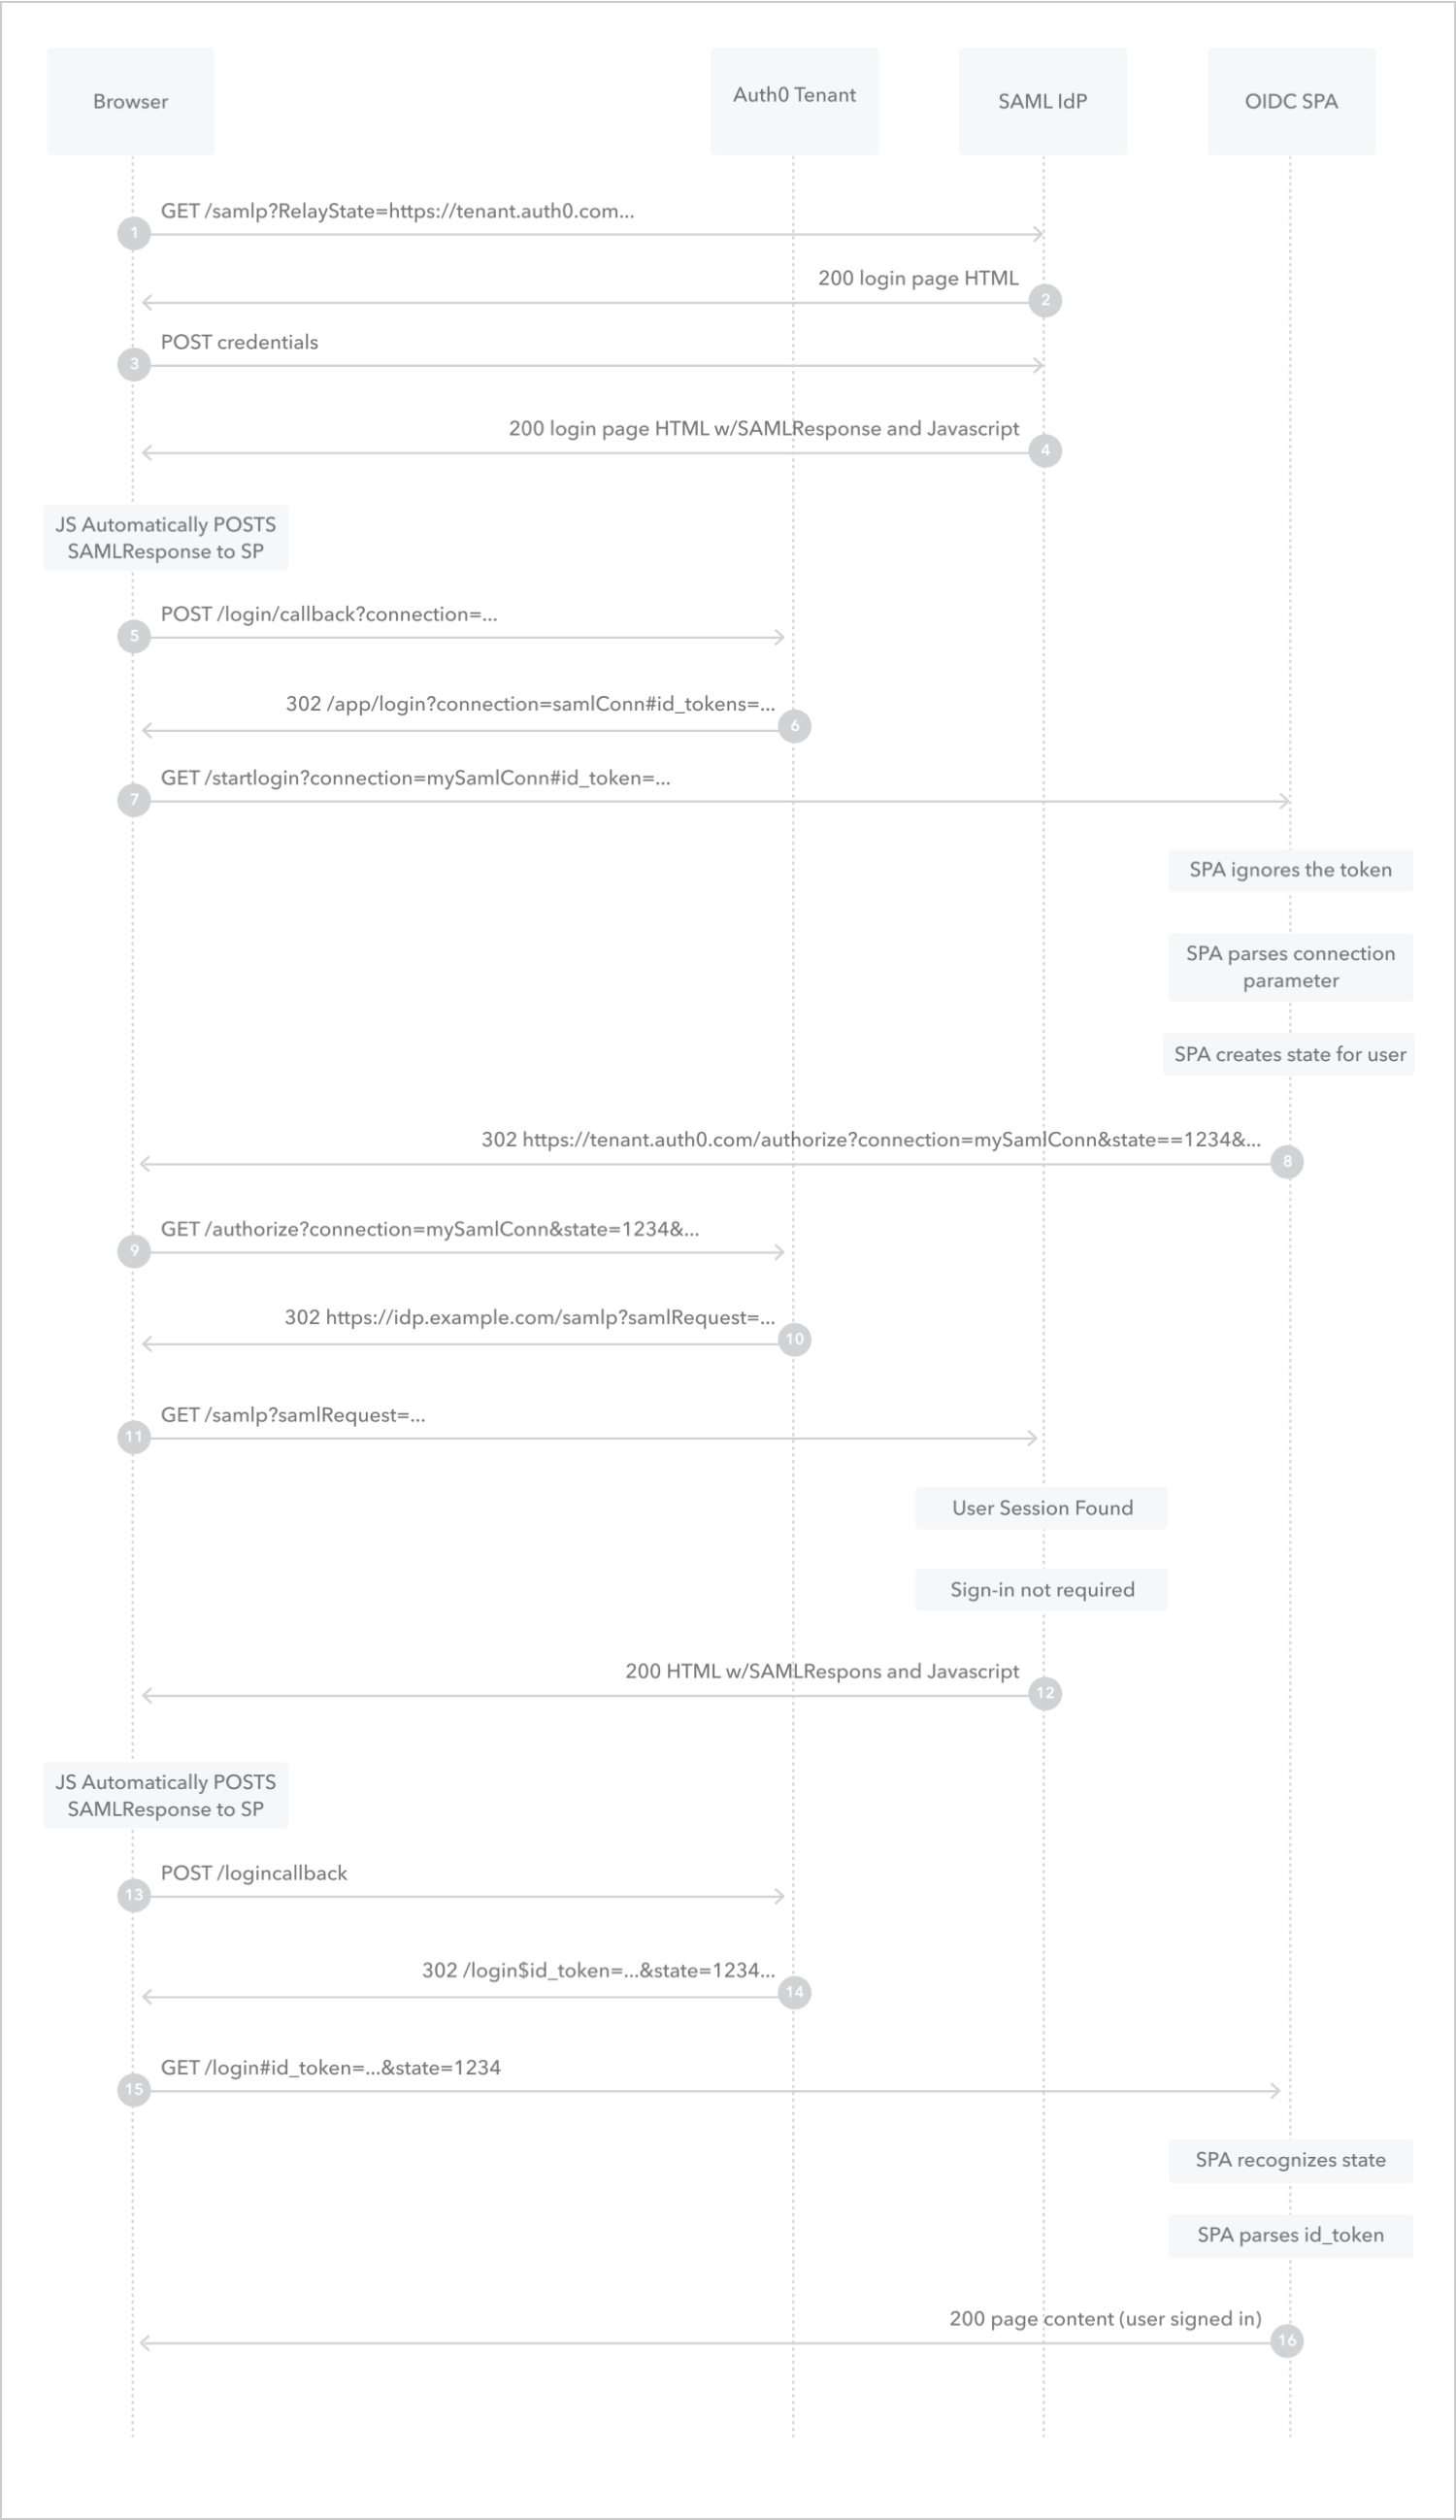 Browser
Auth0 Tenant
SAML IdP
OIDC SPA
GET /samlp?RelayState=https://tenant.auth0.com...
1
200 login page HTML
2
POST credentials
3
200 login page HTML w/SAMLResponse and Javascript
4
JS Automatically POSTS
SAMLResponse to SP
POST /login/callback?connection=...
5
302 /app/login?connection=samlConn#id_tokens=...
6
GET /startlogin?connection=mySamlConn#id_token=...
7
SPA ignores the token
SPA parses connection
parameter
SPA creates state for user
302 https://tenant.auth0.com/authorize?connection=mySamlConn&state==1234&...
8
GET /authorize?connection=mySamlConn&state=1234&...
9
302 https://idp.example.com/samlp?samlRequest=...
10
GET /samlp?samlRequest=...
11
User Session Found
Sign-in not required
200 HTML w/SAMLRespons and Javascript
12
JS Automatically POSTS
SAMLResponse to SP
POST /logincallback
13
302 /login$id_token=...&state=1234...
14
GET /login#id_token=...&state=1234
15
SPA recognizes state
SPA parses id_token
200 page content (user signed in)
16